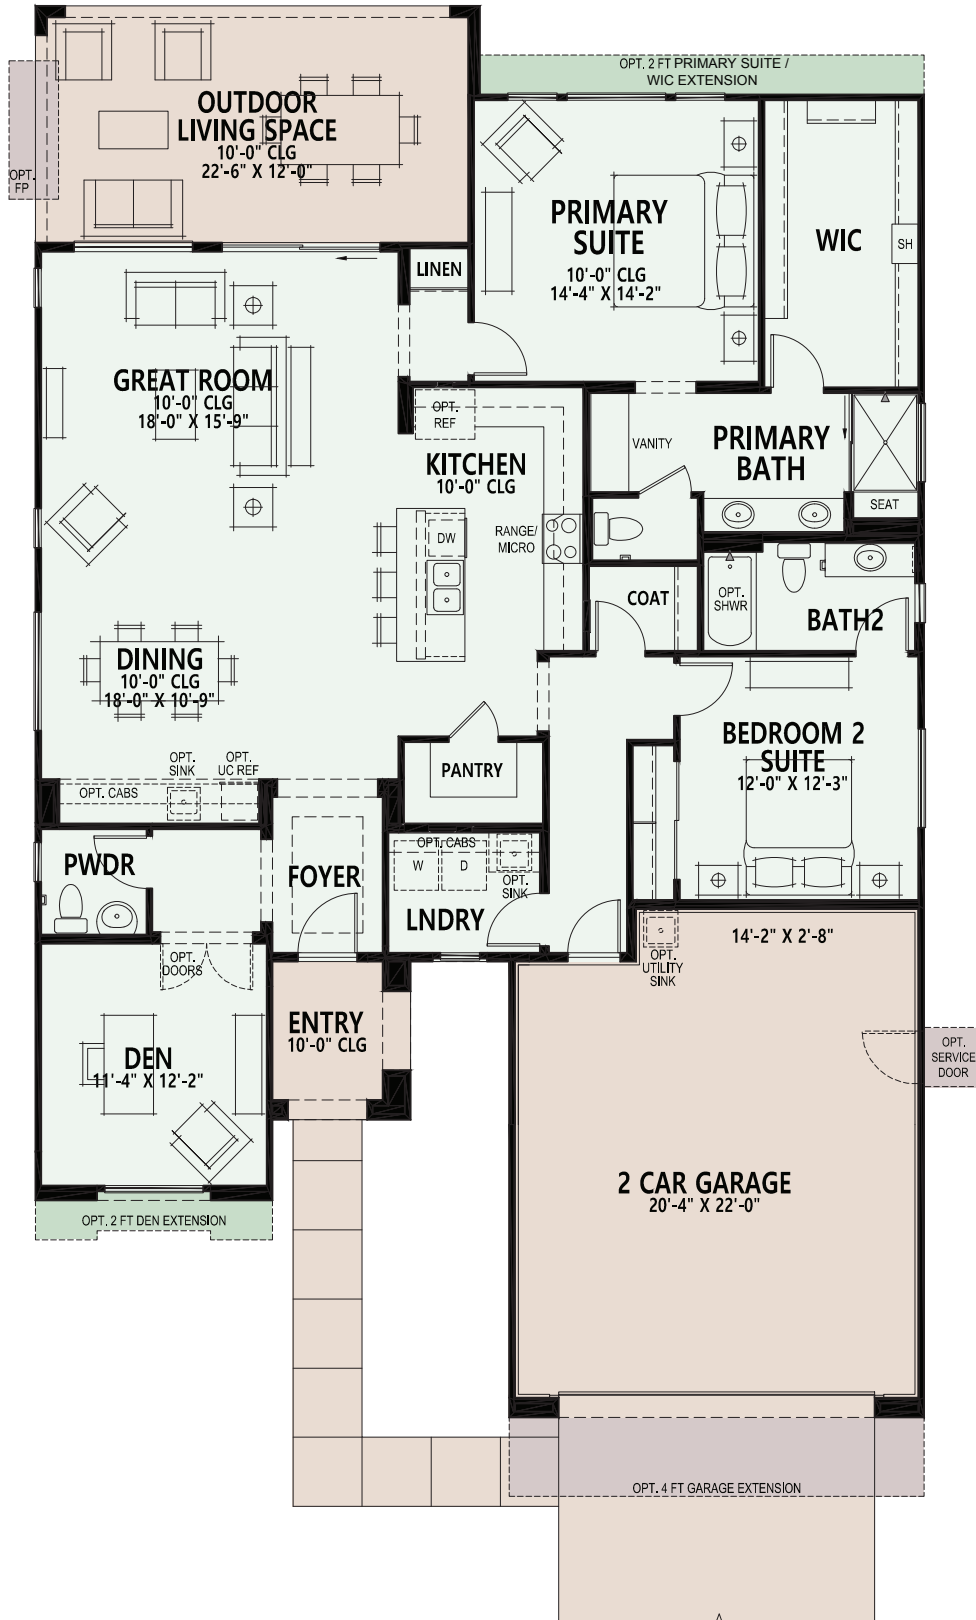 OPT. 2 FT PRIMARY SUITE /
WIC EXTENSION
OUTDOOR
LIVING SPACE
10'-0" CLG
22'-6" X 12'-0"
OPT.
FP
PRIMARY
SUITE
10'-0" CLG
14'-4" X 14'-2"
WIC
SH
LINEN
GREAT ROOM
10'-0" CLG
18'-0" X 15'-9"
OPT.
REF
KITCHEN
10'-0" CLG
VANITY
PRIMARY
BATH
SEAT
DW
RANGE/
MICRO
COAT
OPT.
SHWR
BATH2
DINING
10'-0" CLG
18'-0" X 10'-9"
OPT.
SINK
OPT.
UC REF
OPT. CABS
PANTRY
BEDROOM 2
SUITE
12'-0" X 12'-3"
PWDR
FOYER
OPT. CABS
W
D
OPT.
SINK
LNDRY
OPT.
DOORS
14'-2" X 2'-8"
OPT.
UTILITY
SINK
ENTRY
10'-0" CLG
DEN
11'-4" X 12'-2"
OPT.
SERVICE
DOOR
2 CAR GARAGE
20'-4" X 22'-0"
OPT. 2 FT DEN EXTENSION
OPT. 4 FT GARAGE EXTENSION